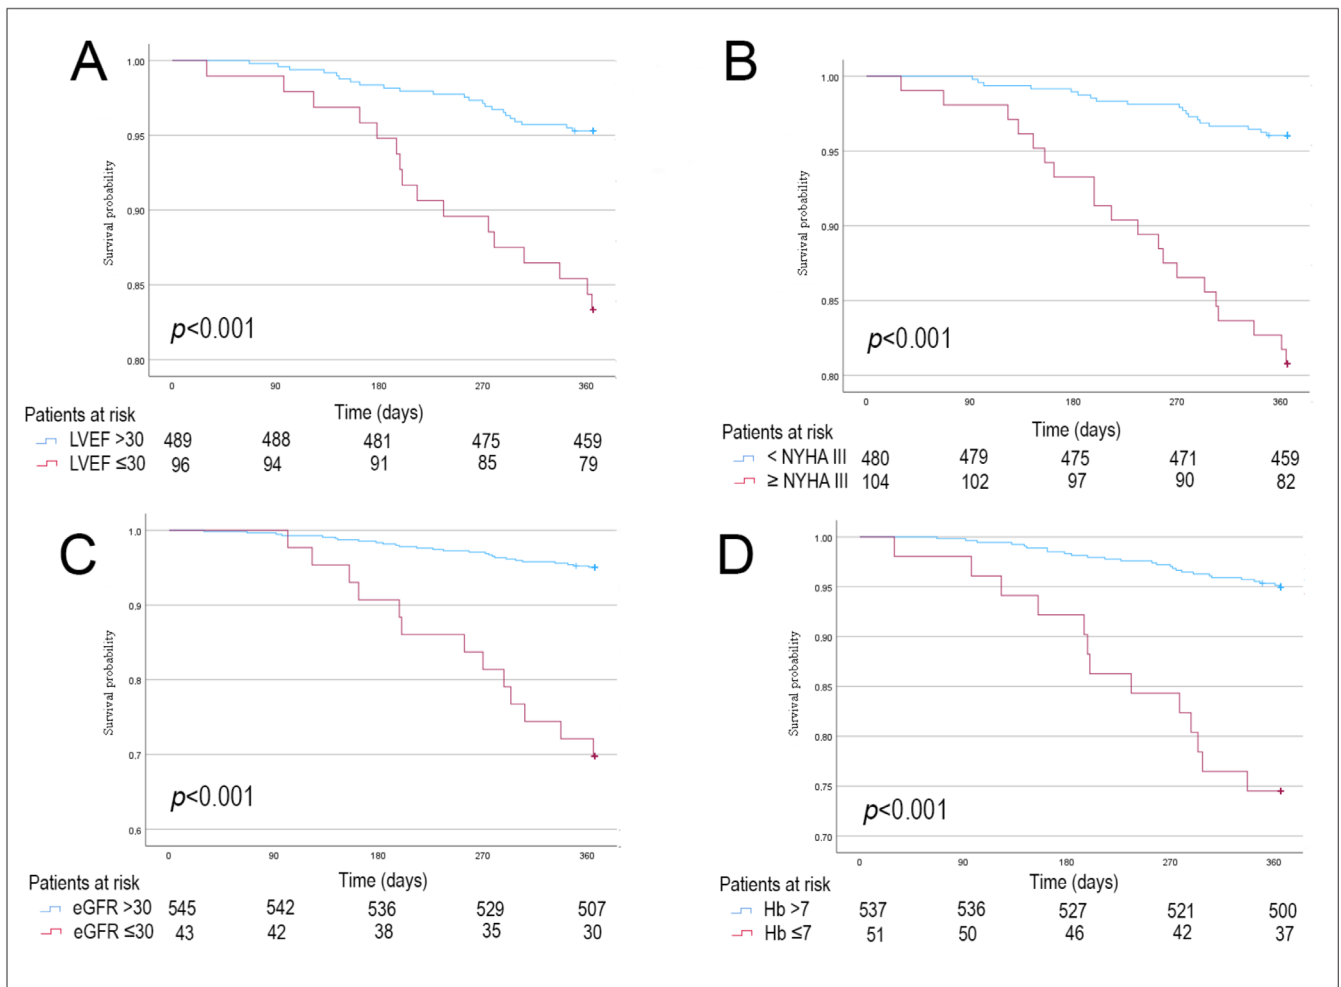 A
1.00
0.95
0.90
0.85
0.80
Survival probability
p<0.001
0 90 180 270 360
Time (days)
Patients at risk
LVEF >30 489 488 481 475 459
LVEF ≤30 96 94 91 85 79
B
1.00
0.95
0.90
0.85
0.80
Survival probability
p<0.001
0 90 180 270 360
Time (days)
Patients at risk
< NYHA III 480 479 475 471 459
≥ NYHA III 104 102 97 90 82
C
1.0
0.9
0.8
0.7
0.6
Survival probability
p<0.001
0 90 180 270 360
Time (days)
Patients at risk
eGFR >30 545 542 536 529 507
eGFR ≤30 43 42 38 35 30
D
1.00
0.95
0.90
0.85
0.80
0.75
0.70
Survival probability
p<0.001
0 90 180 270 360
Time (days)
Patients at risk
Hb >7 537 536 527 521 500
Hb ≤7 51 50 46 42 37